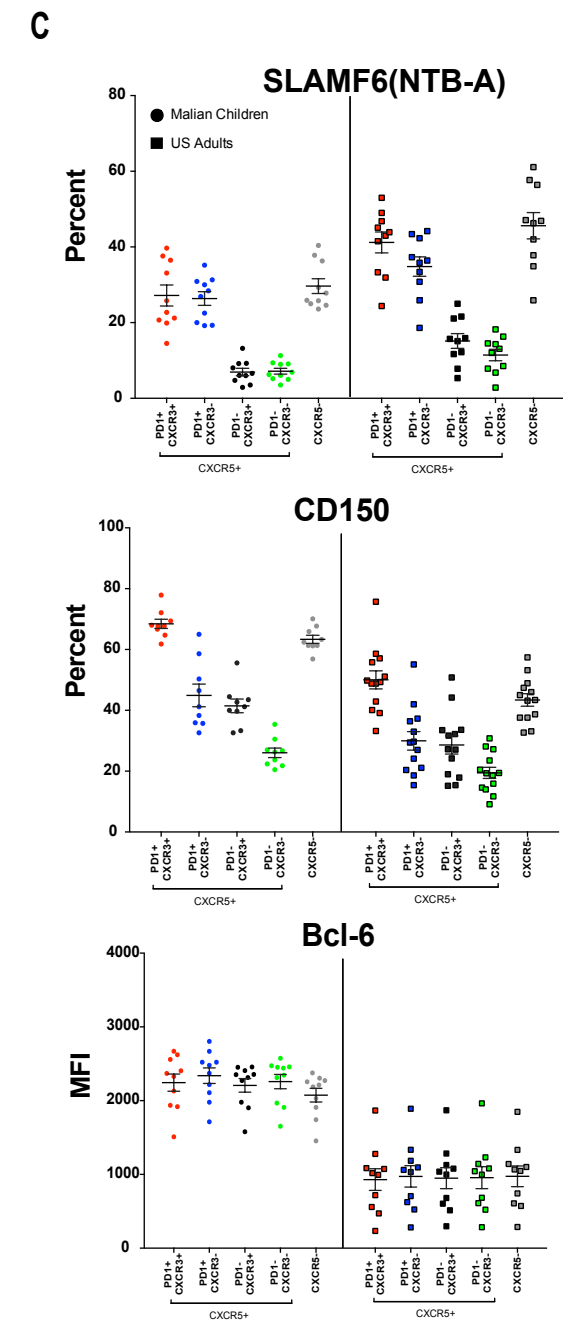 C
SLAMF6(NTB-A)
Percent
80
60
40
20
0
Malian Children
US Adults
PD1+ CXCR3+
PD1+ CXCR3-
PD1- CXCR3+
PD1- CXCR3-
CXCR5-
CXCR5+
PD1+ CXCR3+
PD1+ CXCR3-
PD1- CXCR3+
PD1- CXCR3-
CXCR5-
CXCR5+
CD150
Percent
100
80
60
40
20
0
PD1+ CXCR3+
PD1+ CXCR3-
PD1- CXCR3+
PD1- CXCR3-
CXCR5-
CXCR5+
PD1+ CXCR3+
PD1+ CXCR3-
PD1- CXCR3+
PD1- CXCR3-
CXCR5-
CXCR5+
Bcl-6
MFI
4000
3000
2000
1000
0
PD1+ CXCR3+
PD1+ CXCR3-
PD1- CXCR3+
PD1- CXCR3-
CXCR5-
CXCR5+
PD1+ CXCR3+
PD1+ CXCR3-
PD1- CXCR3+
PD1- CXCR3-
CXCR5-
CXCR5+